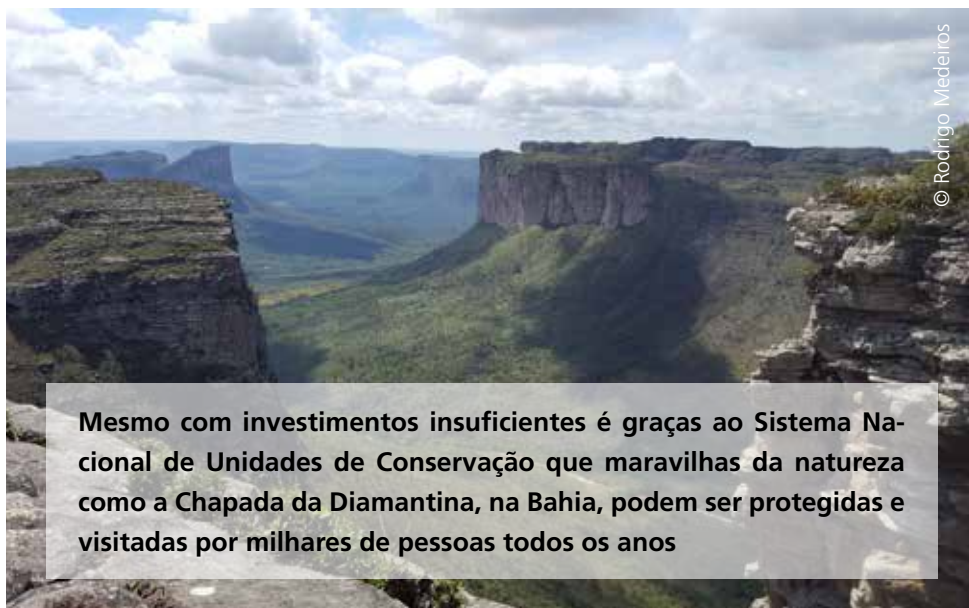 © Rodrigo Medeiros
Mesmo com investimentos insuficientes é graças ao Sistema Na-
cional de Unidades de Conservação que maravilhas da natureza
como a Chapada da Diamantina, na Bahia, podem ser protegidas e
visitadas por milhares de pessoas todos os anos